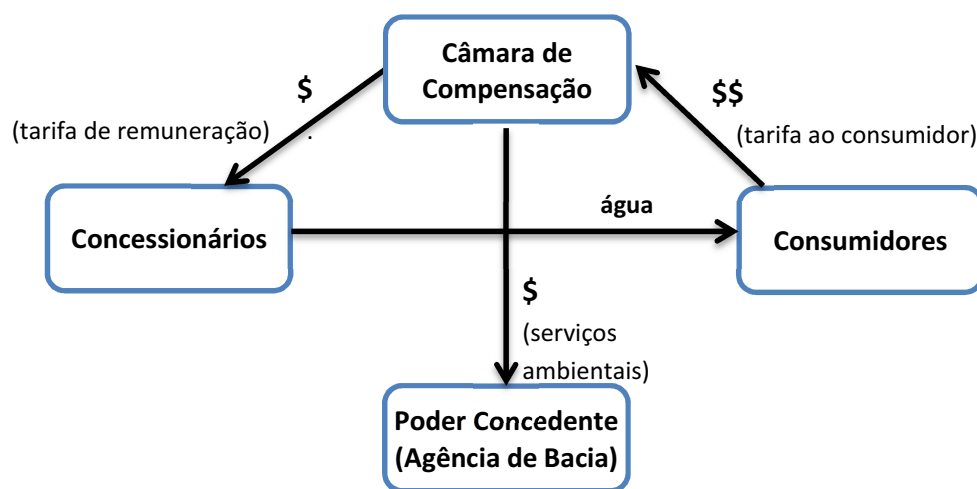 Câmara de
Compensação
$
(tarifa de remuneração) .
$$
(tarifa ao consumidor)
Concessionários
água
Consumidores
$
(serviços
ambientais)
Poder Concedente
(Agência de Bacia)